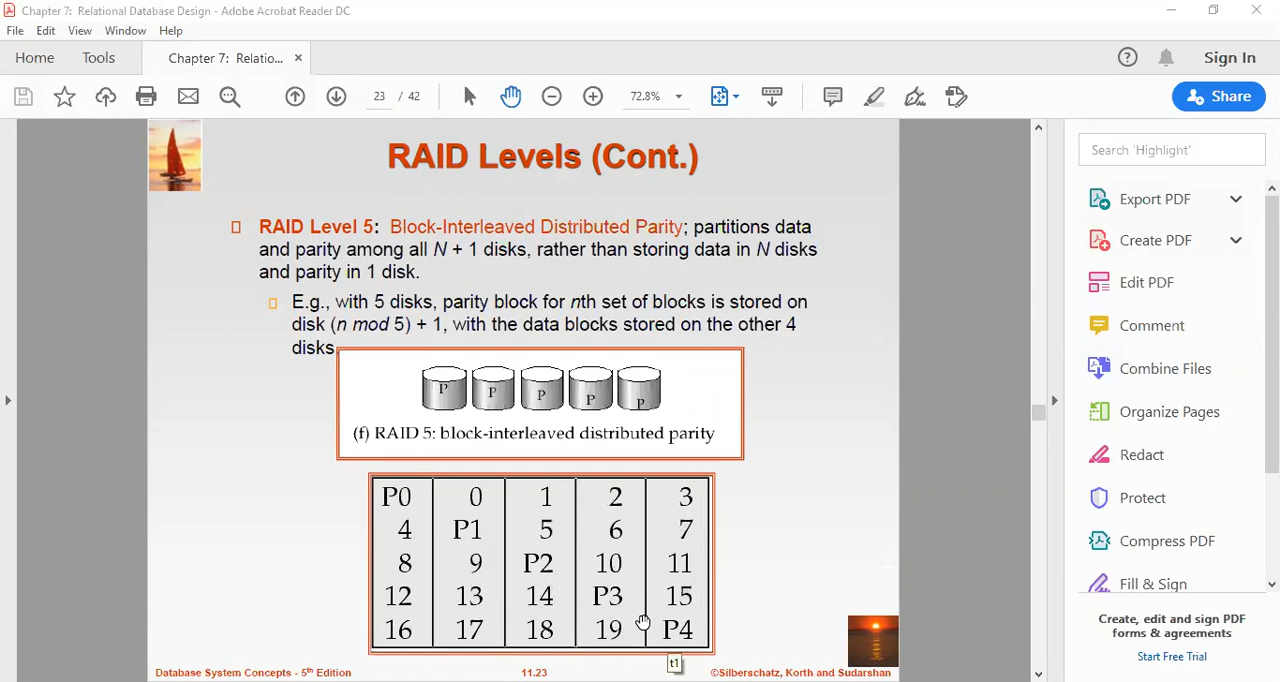 Chapter 7: Relational Database Design - Adobe Acrobat Reader DC
File Edit View Window Help
Home Tools Chapter 7: Relatio... × Sign In
23 / 42 72.8% Share
RAID Levels (Cont.)
RAID Level 5: Block-Interleaved Distributed Parity; partitions data
and parity among all N + 1 disks, rather than storing data in N disks
and parity in 1 disk.
E.g., with 5 disks, parity block for nth set of blocks is stored on
disk (n mod 5) + 1, with the data blocks stored on the other 4
disks.
P P P P P
(f) RAID 5: block-interleaved distributed parity
P0 0 1 2 3
4 P1 5 6 7
8 9 P2 10 11
12 13 14 P3 15
16 17 18 19 P4
t1
Database System Concepts - 5th Edition 11.23 ©Silberschatz, Korth and Sudarshan
Search 'Highlight'
Export PDF
Create PDF
Edit PDF
Comment
Combine Files
Organize Pages
Redact
Protect
Compress PDF
Fill & Sign
Create, edit and sign PDF
forms & agreements
Start Free Trial